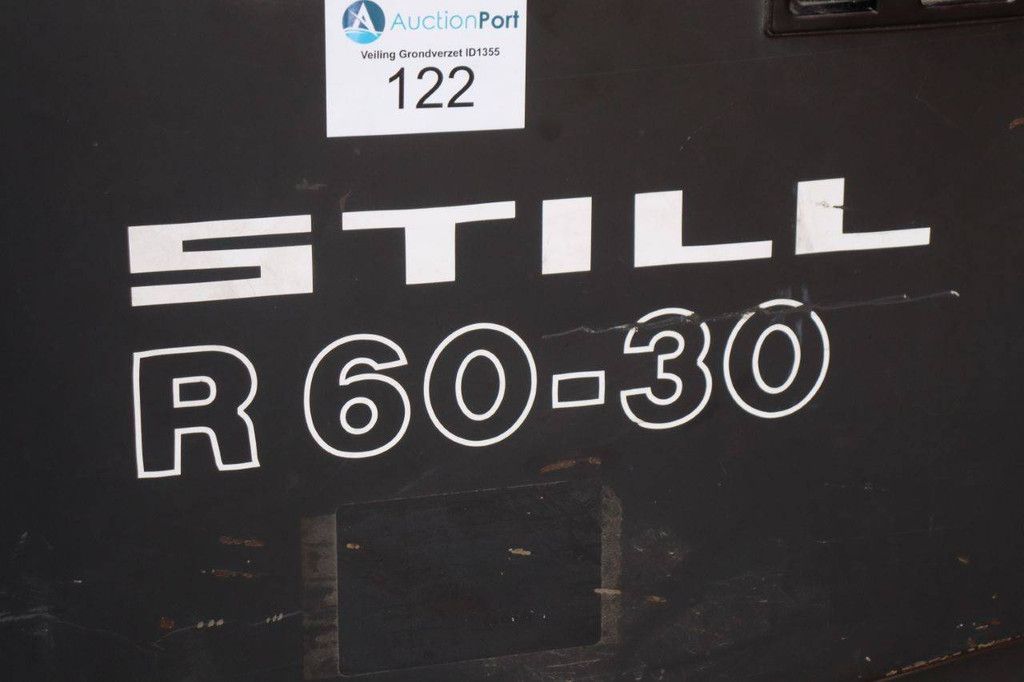 AuctionPort
Veiling Grondverzet ID1355
122
STILL
R 60-30